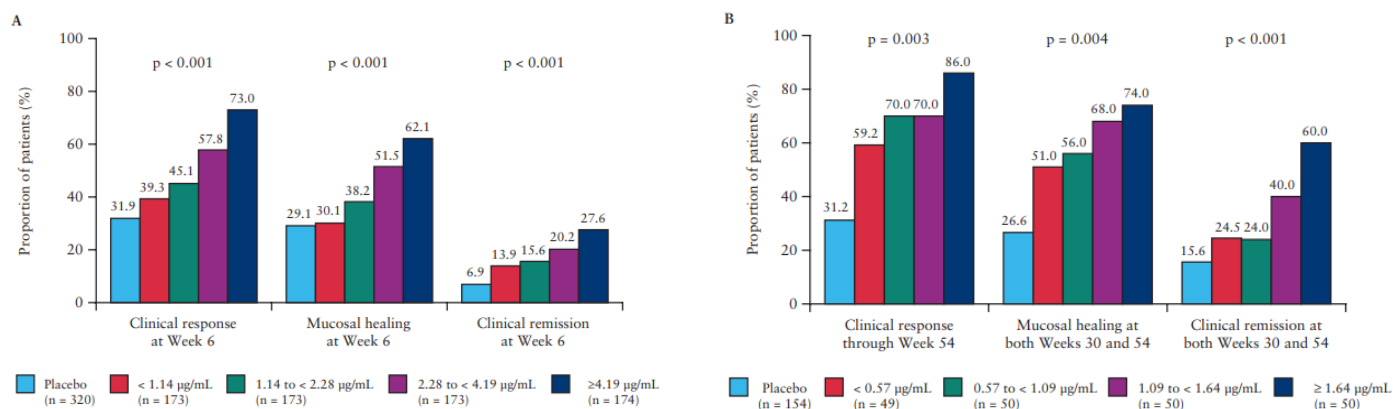 A
Proportion of patients (%)
100
80
60
40
20
0
p < 0.001
p < 0.001
p < 0.001
31.9
39.3
45.1
57.8
73.0
29.1
30.1
38.2
51.5
62.1
6.9
13.9
15.6
20.2
27.6
Clinical response
at Week 6
Mucosal healing
at Week 6
Clinical remission
at Week 6
Placebo
(n = 320)
< 1.14 µg/mL
(n = 173)
1.14 to < 2.28 µg/mL
(n = 173)
2.28 to < 4.19 µg/mL
(n = 173)
≥4.19 µg/mL
(n = 174)
B
Proportion of patients (%)
100
80
60
40
20
0
p = 0.003
p = 0.004
p < 0.001
31.2
59.2
70.0
70.0
86.0
26.6
51.0
56.0
68.0
74.0
15.6
24.5
24.0
40.0
60.0
Clinical response
through Week 54
Mucosal healing at
both Weeks 30 and 54
Clinical remission at
both Weeks 30 and 54
Placebo
(n = 154)
< 0.57 µg/mL
(n = 49)
0.57 to < 1.09 µg/mL
(n = 50)
1.09 to < 1.64 µg/mL
(n = 50)
≥ 1.64 µg/mL
(n = 50)